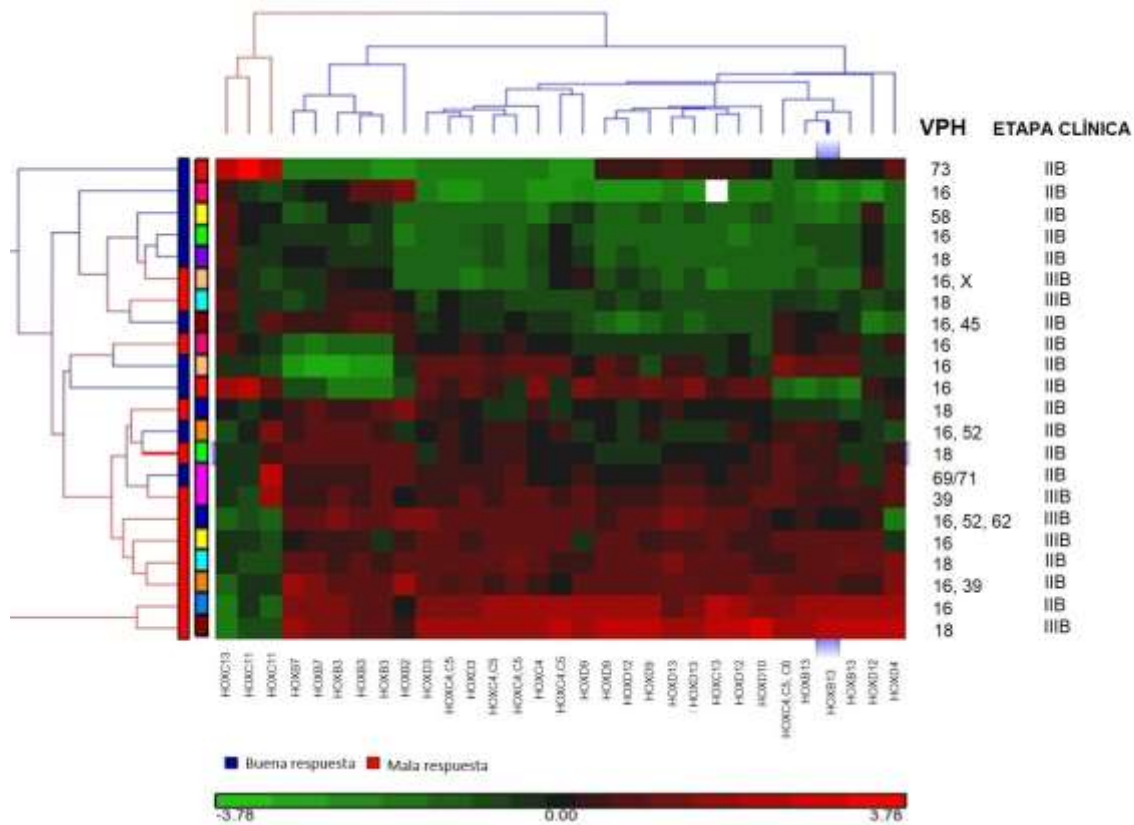 VPH ETAPA CLÍNICA
73 IIB
16 IIB
58 IIB
16 IIB
18 IIB
16, X IIIB
18 IIIB
16, 45 IIB
16 IIB
16 IIB
16 IIB
18 IIB
16, 52 IIB
18 IIB
69/71 IIB
39 IIIB
16, 52, 62 IIIB
16 IIIB
18 IIB
16, 39 IIB
16 IIB
18 IIIB
HOXC13
HOXC11
HOXC11
HOXB7
HOXB7
HOXB3
HOXB3
HOXB3
HOXB2
HOXD3
HOXC4.C5
HOXD3
HOXC4.C5
HOXC4.C5
HOXC4
HOXC4.C5
HOXD9
HOXD12
HOXD9
HOXD13
HOXD13
HOXC13
HOXD12
HOXD10
HOXC4, C5, C6
HOXB13
HOXB13
HOXB13
HOXD12
HOXD4
Buena respuesta Mala respuesta
-3.78 0.00 3.78